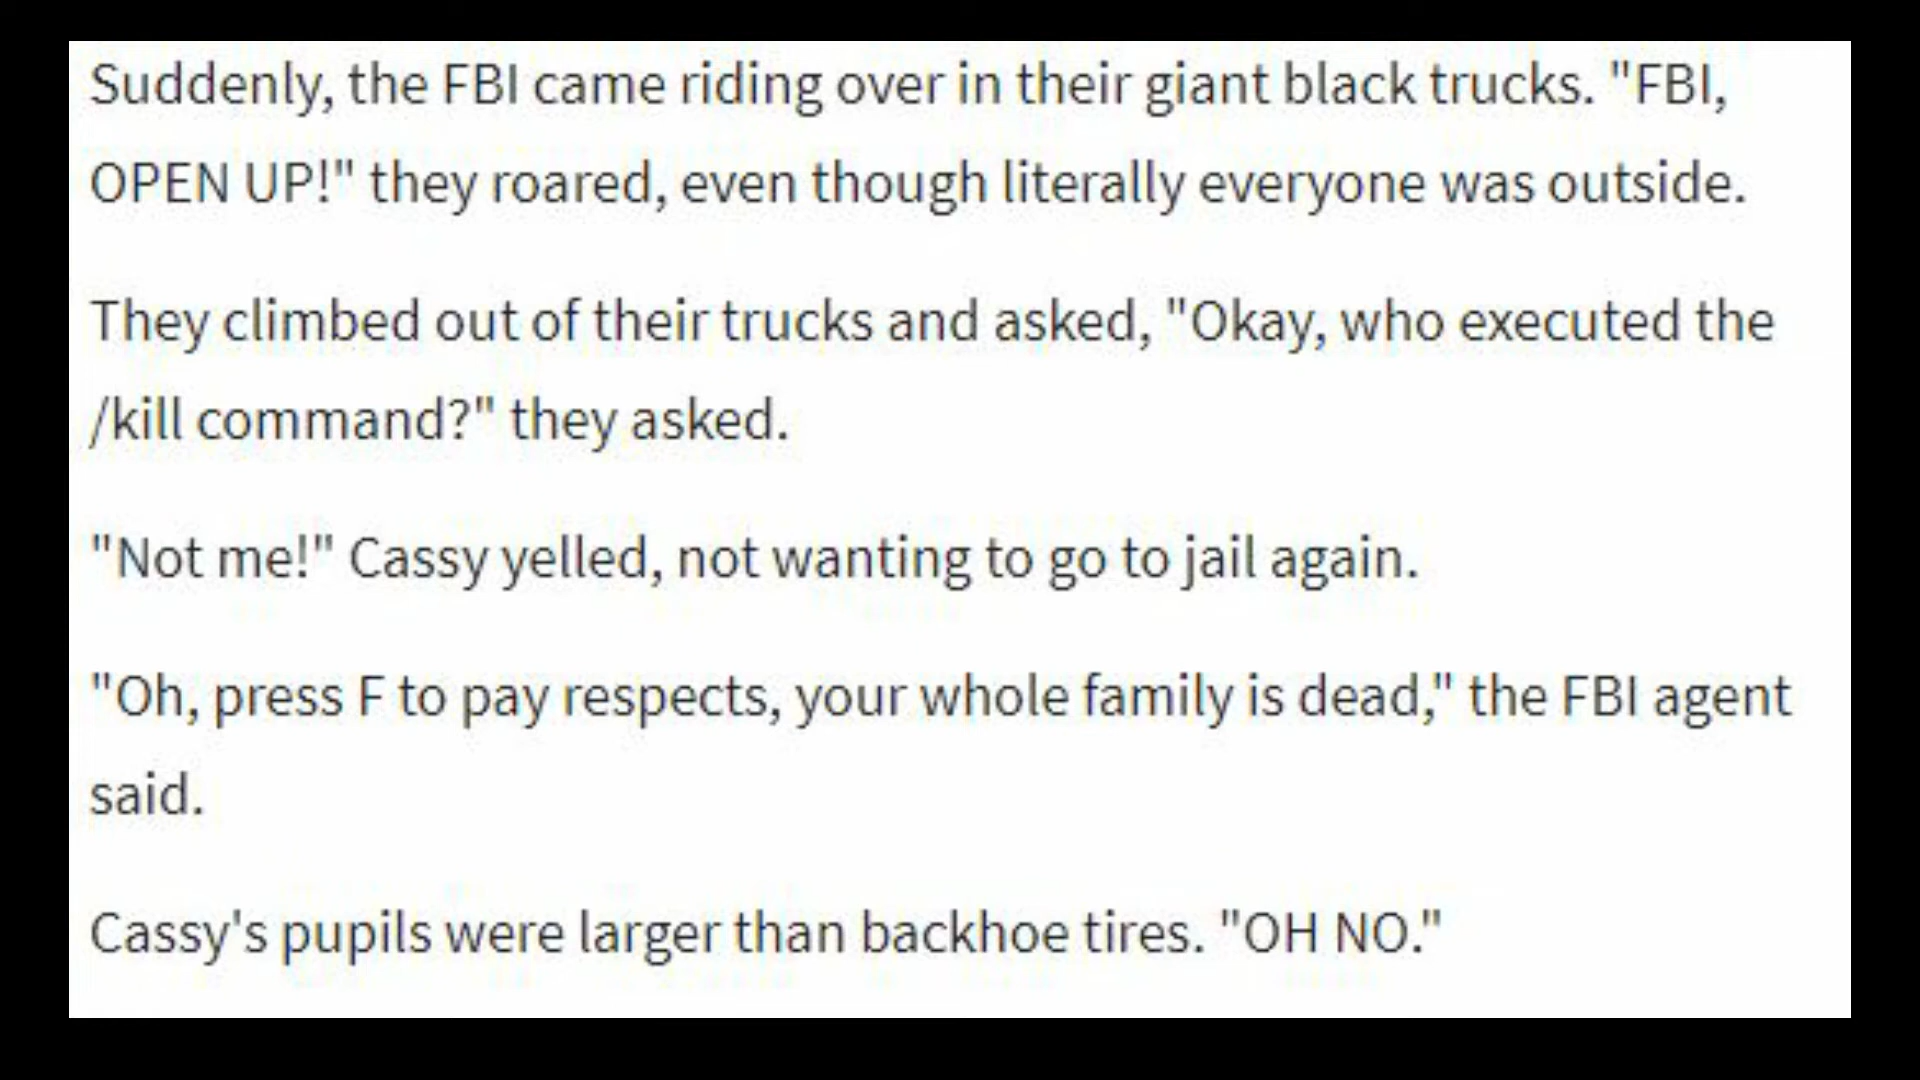 Suddenly, the FBI came riding over in their giant black trucks. "FBI,
OPEN UP!" they roared, even though literally everyone was outside.
They climbed out of their trucks and asked, "Okay, who executed the
/kill command?" they asked.
"Not me!" Cassy yelled, not wanting to go to jail again.
"Oh, press F to pay respects, your whole family is dead," the FBI agent
said.
Cassy's pupils were larger than backhoe tires. "OH NO."